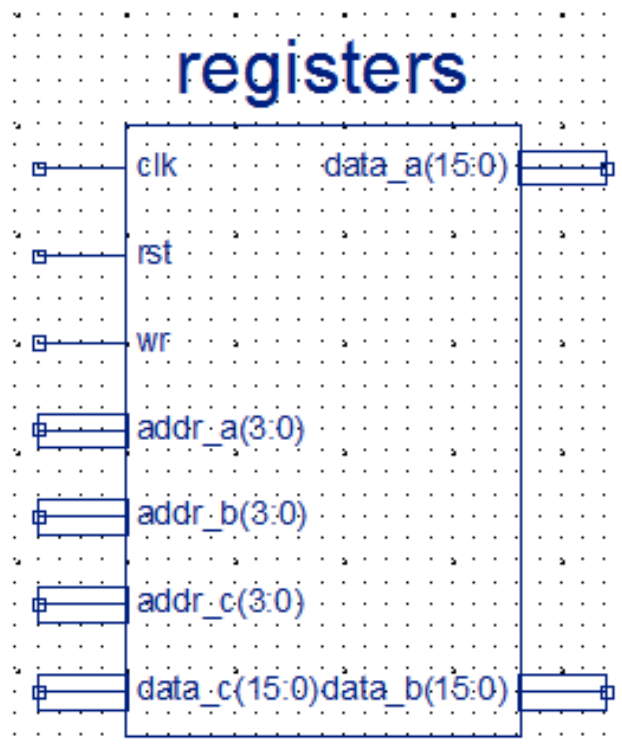 registers
clk data_a(15:0)
rst
wr
addr_a(3:0)
addr_b(3:0)
addr_c(3:0)
data_c(15:0) data_b(15:0)